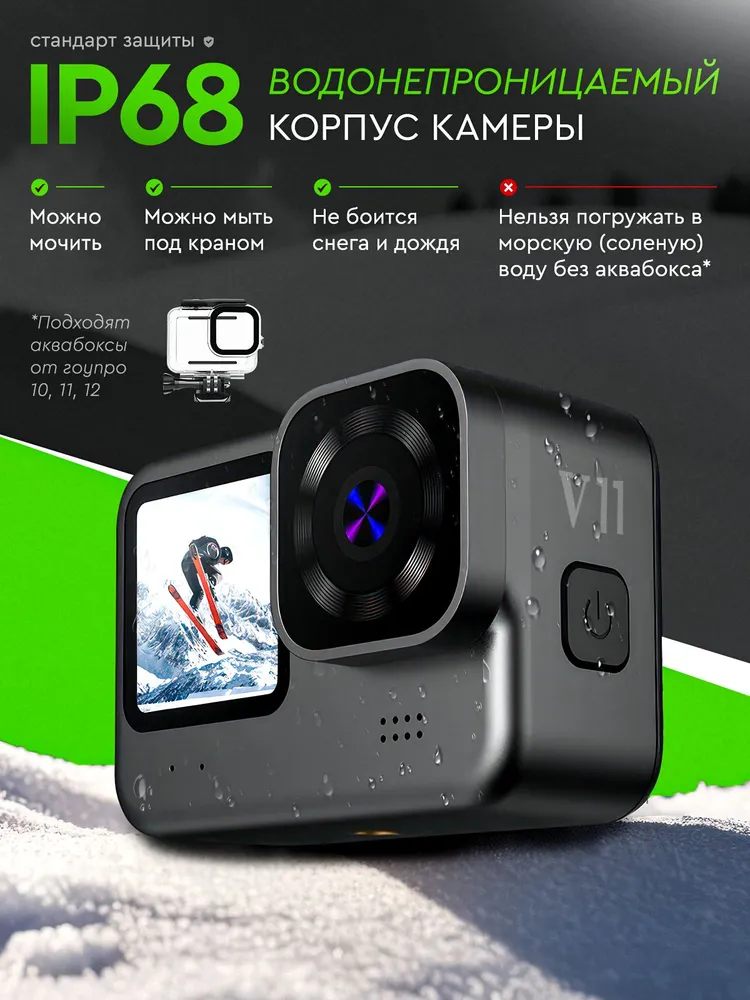 стандарт защиты
IP68
ВОДОНЕПРОНИЦАЕМЫЙ
КОРПУС КАМЕРЫ
Можно
мочить
Можно мыть
под краном
Не боится
снега и дождя
Нельзя погружать в
морскую (соленую)
воду без аквабокса*
*Подходят
аквабоксы
от гоупро
10, 11, 12
V11